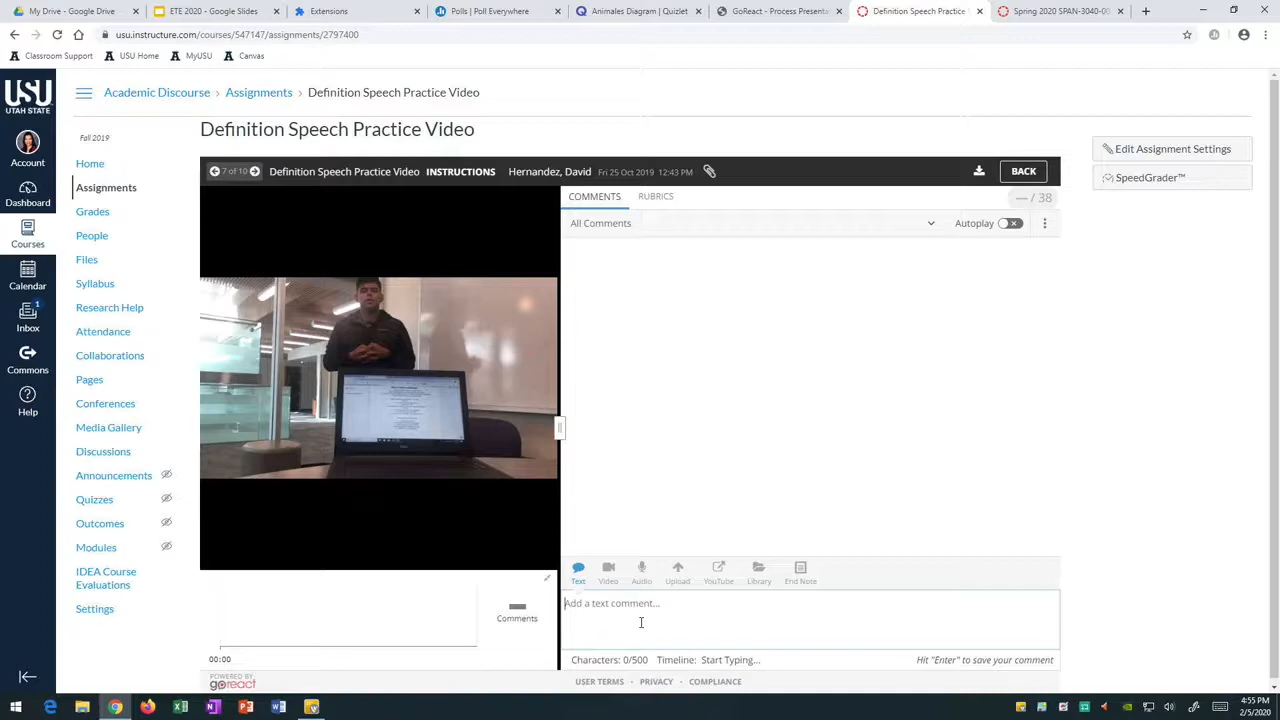 My Drive - Google Drive
ETE 2020 - Google Slides
Extensions
Polls | Poll Everywhere
Animales Diagram | Quizlet
GoReact - Process Presentat
Definition Speech Practice Video
Spring 2020 SPAN-3040-00
usu.instructure.com/courses/547147/assignments/2797400
Classroom Support
USU Home
MyUSU
Canvas
USU
UTAH STATE
Account
Dashboard
Courses
Calendar
1
Inbox
Commons
Help
Academic Discourse > Assignments > Definition Speech Practice Video
Fall 2019
Home
Assignments
Grades
People
Files
Syllabus
Research Help
Attendance
Collaborations
Pages
Conferences
Media Gallery
Discussions
Announcements
Quizzes
Outcomes
Modules
IDEA Course
Evaluations
Settings
Definition Speech Practice Video
7 of 10
Definition Speech Practice Video INSTRUCTIONS Hernandez, David Fri 25 Oct 2019 12:43 PM
BACK
COMMENTS
RUBRICS
— / 38
All Comments
Autoplay
Text
Video
Audio
Upload
YouTube
Library
End Note
Add a text comment...
Characters: 0/500 Timeline: Start Typing...
Hit "Enter" to save your comment
Comments
00:00
POWERED BY
goreact
USER TERMS • PRIVACY • COMPLIANCE
Edit Assignment Settings
SpeedGrader™
4:55 PM
2/5/2020